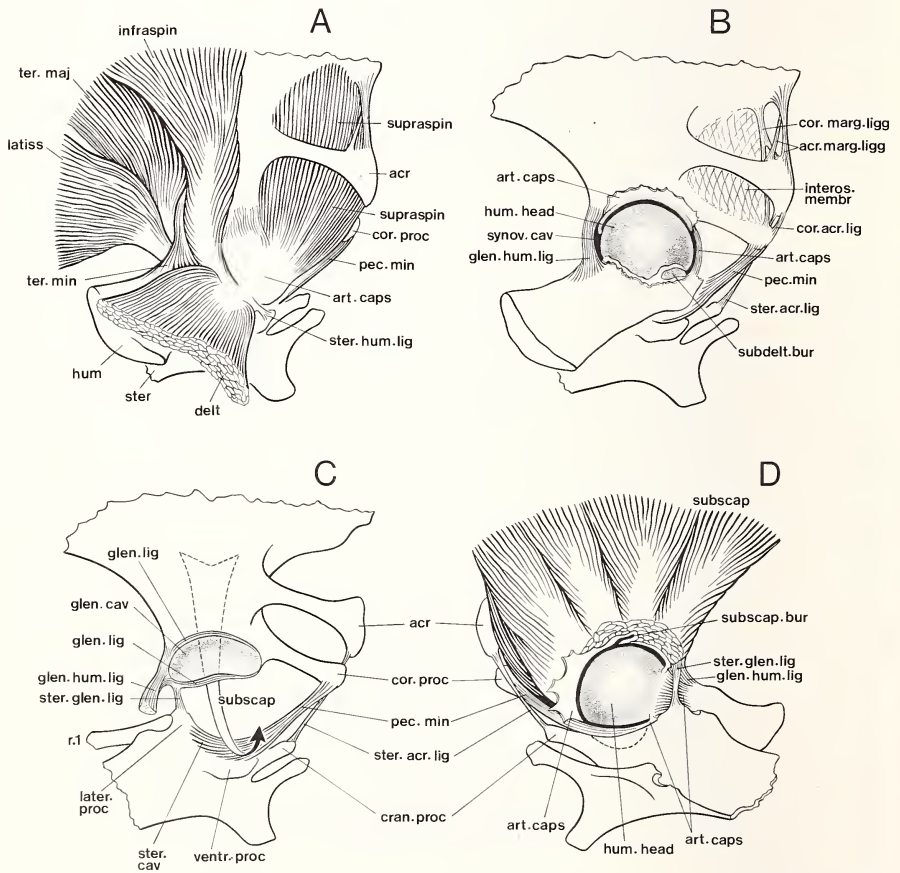 A
infraspin
ter. maj
latiss
supraspin
acr
supraspin
cor. proc
pec. min
ter. min
art. caps
ster. hum. lig
hum
ster
delt
B
cor. marg. ligg
acr. marg. ligg
art. caps
interos.
membr
hum. head
synov. cav
cor. acr. lig
glen. hum. lig
art. caps
pec. min
ster. acr. lig
subdelt. bur
C
glen. lig
glen. cav
glen. lig
glen. hum. lig
ster. glen. lig
subscap
r.1
later.
proc
ster.
cav
ventr. proc
acr
cor. proc
pec. min
ster. acr. lig
cran. proc
D
subscap
subscap. bur
ster. glen. lig
glen. hum. lig
art. caps
hum. head
art. caps